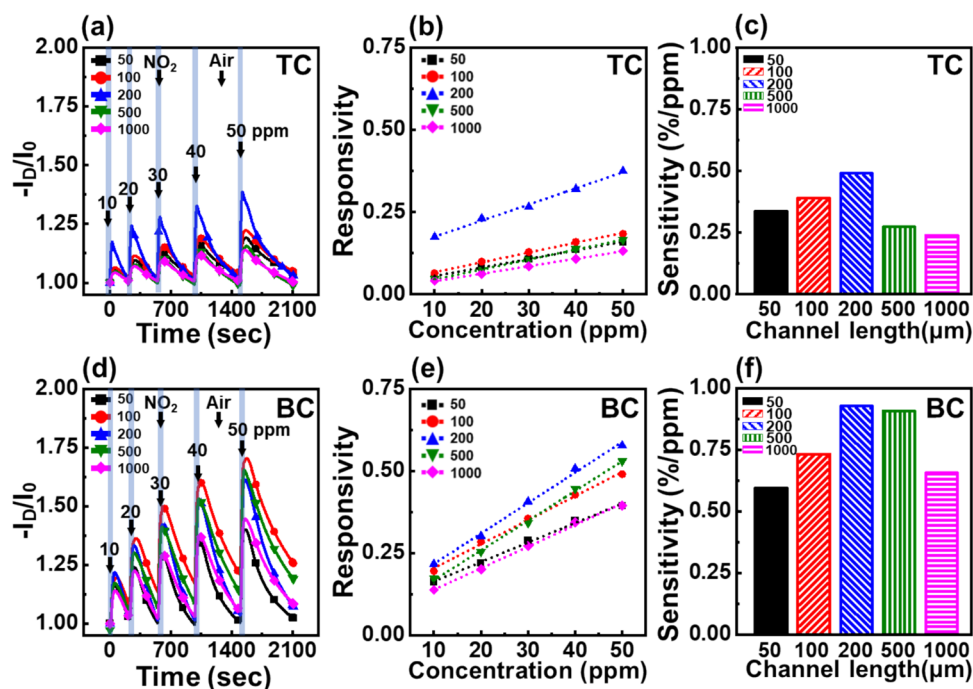 (a)
2.00
1.75
1.50
1.25
1.00
-I_D/I_0
50
100
200
500
1000
NO₂
Air
TC
10
20
30
40
50 ppm
0 700 1400 2100
Time (sec)
(b)
0.75
0.50
0.25
0.00
Responsivity
50
100
200
500
1000
TC
10 20 30 40 50
Concentration (ppm)
(c)
1.00
0.75
0.50
0.25
0.00
Sensitivity (%/ppm)
50
100
200
500
1000
TC
50 100 200 500 1000
Channel length(μm)
(d)
2.00
1.75
1.50
1.25
1.00
-I_D/I_0
50
100
200
500
1000
NO₂
Air
BC
10
20
30
40
50 ppm
0 700 1400 2100
Time (sec)
(e)
0.75
0.50
0.25
0.00
Responsivity
50
100
200
500
1000
BC
10 20 30 40 50
Concentration (ppm)
(f)
1.00
0.75
0.50
0.25
0.00
Sensitivity (%/ppm)
50
100
200
500
1000
BC
50 100 200 500 1000
Channel length(μm)